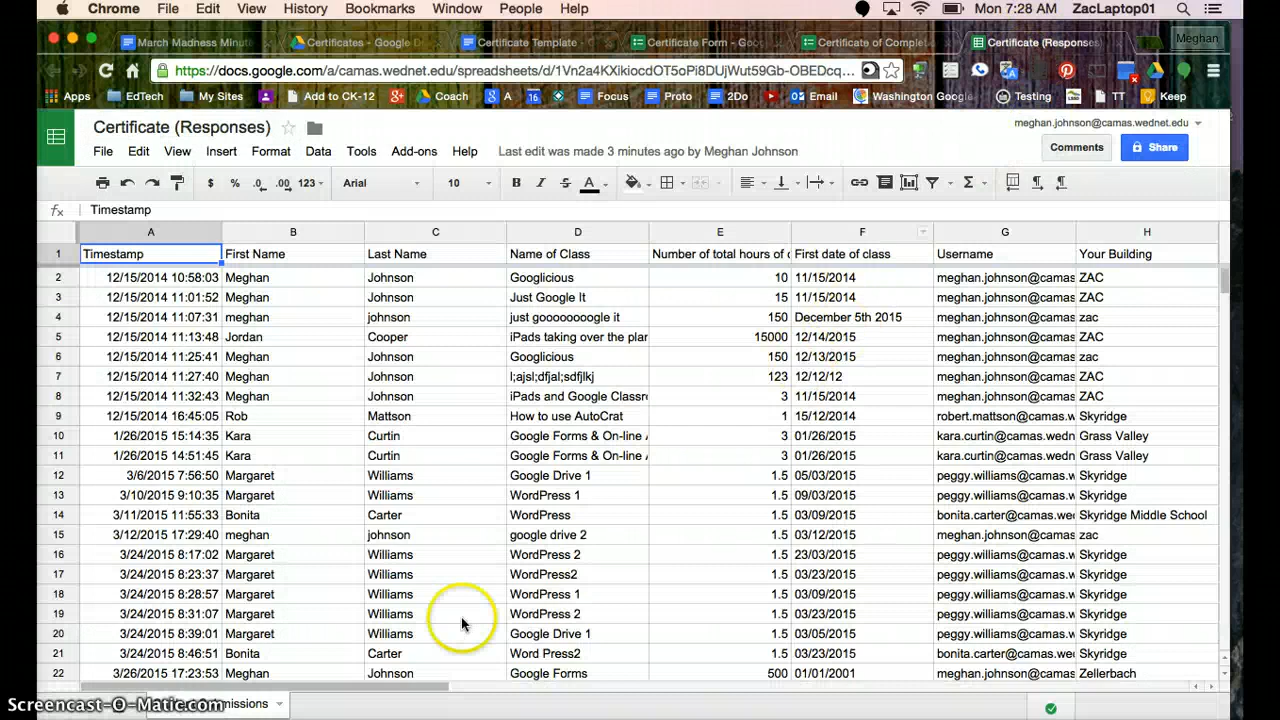 Chrome File Edit View History Bookmarks Window People Help Mon 7:28 AM ZacLaptop01
March Madness Minute Certificates - Google D Certificate Template Certificate Form - Goo Certificate of Complet Certificate (Responses) Meghan
https://docs.google.com/a/camas.wednet.edu/spreadsheets/d/1Vn2a4KXikiocdOT5oPi8DUjWut59Gb-OBEDcq...
Apps EdTech My Sites Add to CK-12 Coach A 16 Focus Proto 2Do Email Washington Google Testing TT Keep
Certificate (Responses) meghan.johnson@camas.wednet.edu
File Edit View Insert Format Data Tools Add-ons Help Last edit was made 3 minutes ago by Meghan Johnson Comments Share
$ % .0 .00 123 Arial 10 B I S A Σ
fx Timestamp
A B C D E F G H
1 Timestamp First Name Last Name Name of Class Number of total hours of c First date of class Username Your Building
2 12/15/2014 10:58:03 Meghan Johnson Googlicious 10 11/15/2014 meghan.johnson@camas ZAC
3 12/15/2014 11:01:52 Meghan Johnson Just Google It 15 11/15/2014 meghan.johnson@camas ZAC
4 12/15/2014 11:07:31 meghan johnson just goooooooogle it 150 December 5th 2015 meghan.johnson@camas zac
5 12/15/2014 11:13:48 Jordan Cooper iPads taking over the plan 15000 12/14/2015 meghan.johnson@camas ZAC
6 12/15/2014 11:25:41 Meghan Johnson Googlicious 150 12/13/2015 meghan.johnson@camas zac
7 12/15/2014 11:27:40 Meghan Johnson l;ajsl;dfjal;sdfjlkj 123 12/12/12 meghan.johnson@camas ZAC
8 12/15/2014 11:32:43 Meghan Johnson iPads and Google Classro 3 11/15/2014 meghan.johnson@camas ZAC
9 12/15/2014 16:45:05 Rob Mattson How to use AutoCrat 1 15/12/2014 robert.mattson@camas.w Skyridge
10 1/26/2015 15:14:35 Kara Curtin Google Forms & On-line A 3 01/26/2015 kara.curtin@camas.wedn Grass Valley
11 1/26/2015 14:51:45 Kara Curtin Google Forms & On-line A 3 01/26/2015 kara.curtin@camas.wedn Grass Valley
12 3/6/2015 7:56:50 Margaret Williams Google Drive 1 1.5 05/03/2015 peggy.williams@camas.w Skyridge
13 3/10/2015 9:10:35 Margaret Williams WordPress 1 1.5 09/03/2015 peggy.williams@camas.w Skyridge
14 3/11/2015 11:55:33 Bonita Carter WordPress 1.5 03/09/2015 bonita.carter@camas.wed Skyridge Middle School
15 3/12/2015 17:29:40 meghan johnson google drive 2 1.5 03/12/2015 meghan.johnson@camas zac
16 3/24/2015 8:17:02 Margaret Williams WordPress 2 1.5 23/03/2015 peggy.williams@camas.w Skyridge
17 3/24/2015 8:23:37 Margaret Williams WordPress2 1.5 03/23/2015 peggy.williams@camas.w Skyridge
18 3/24/2015 8:28:57 Margaret Williams WordPress 1 1.5 03/09/2015 peggy.williams@camas.w Skyridge
19 3/24/2015 8:31:07 Margaret Williams WordPress 2 1.5 03/23/2015 peggy.williams@camas.w Skyridge
20 3/24/2015 8:39:01 Margaret Williams Google Drive 1 1.5 03/05/2015 peggy.williams@camas.w Skyridge
21 3/24/2015 8:46:51 Bonita Carter Word Press2 1.5 03/23/2015 bonita.carter@camas.wed Skyridge
22 3/26/2015 17:23:53 Meghan Johnson Google Forms 500 01/01/2001 meghan.johnson@camas Zellerbach
Screencast-O-Matic.com missions